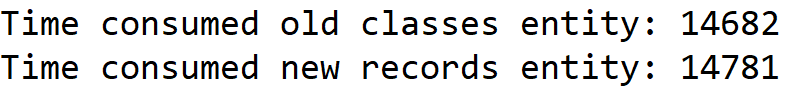 Time consumed old classes entity: 14682
Time consumed new records entity: 14781